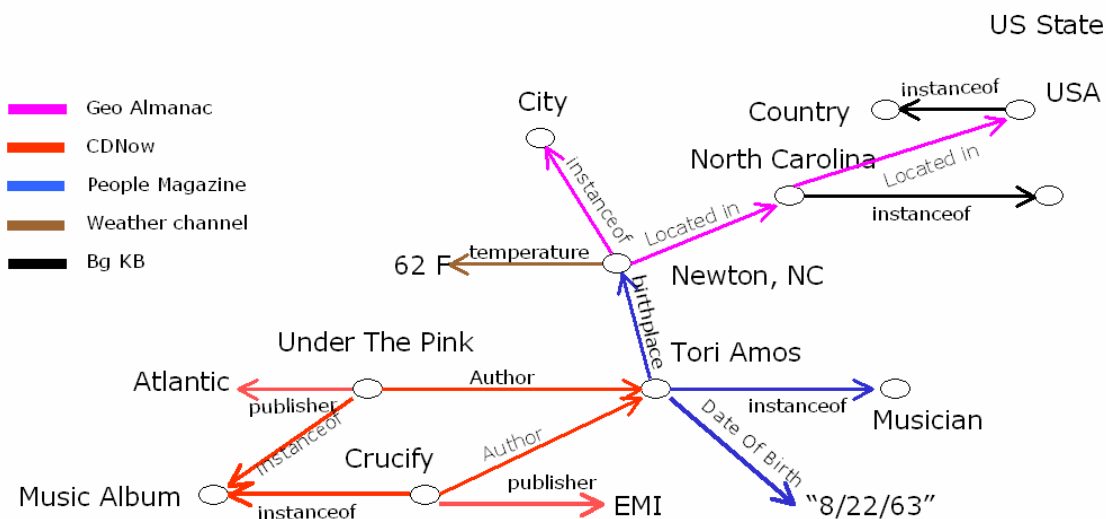 US State
instanceof
USA
Country
City
Geo Almanac
CDNow
People Magazine
Weather channel
Bg KB
North Carolina
Located in
instanceof
instanceof
Located in
temperature
62 F
Newton, NC
birthplace
Under The Pink
Tori Amos
Atlantic
Author
publisher
instanceof
Musician
instanceof
Date Of Birth
Author
Crucify
publisher
Music Album
instanceof
EMI
“8/22/63”